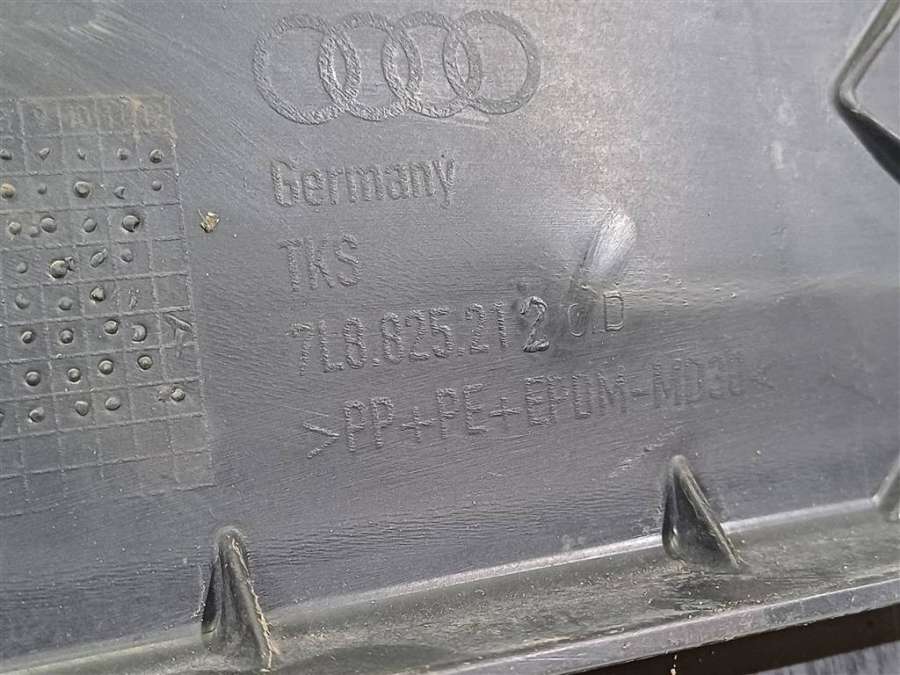 Germany
TKS
7L8.825.212
>PP+PE+EPDM-MD30<